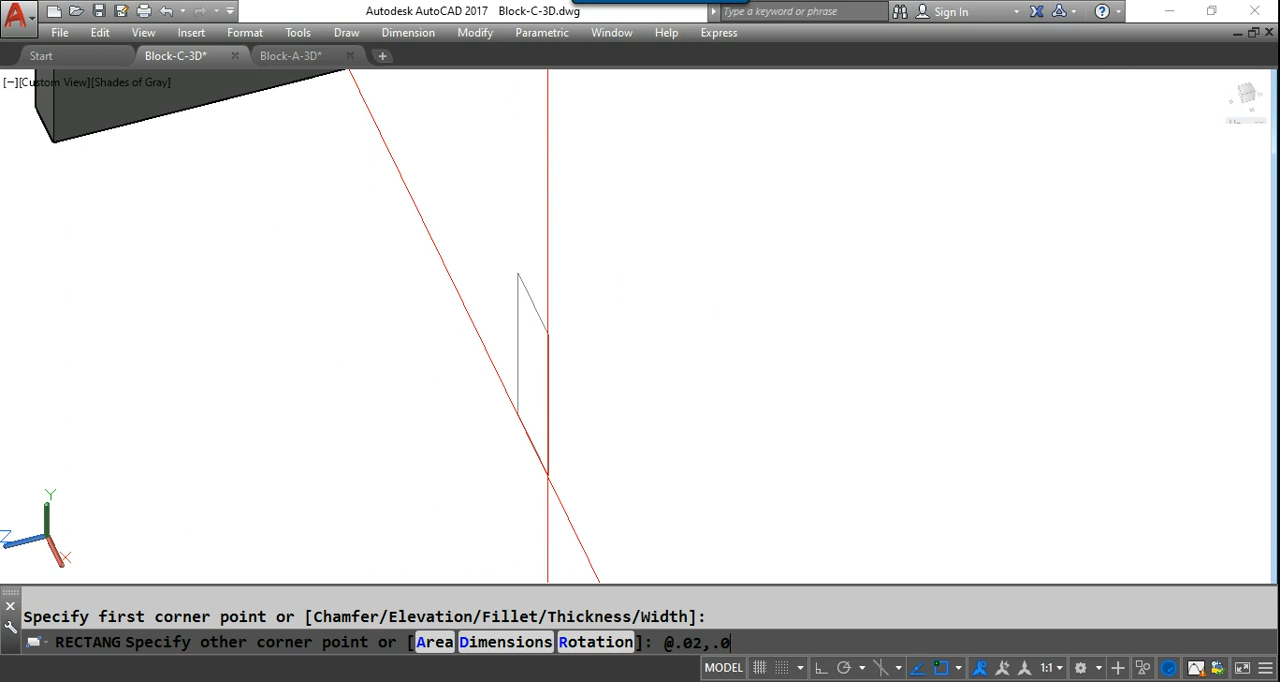 Autodesk AutoCAD 2017 Block-C-3D.dwg
Type a keyword or phrase
Sign In
File Edit View Insert Format Tools Draw Dimension Modify Parametric Window Help Express
Start Block-C-3D* Block-A-3D*
[−][Custom View][Shades of Gray]
Y
Z
X
Specify first corner point or [Chamfer/Elevation/Fillet/Thickness/Width]:
RECTANG Specify other corner point or [Area Dimensions Rotation]: @.02,.0
MODEL 1:1